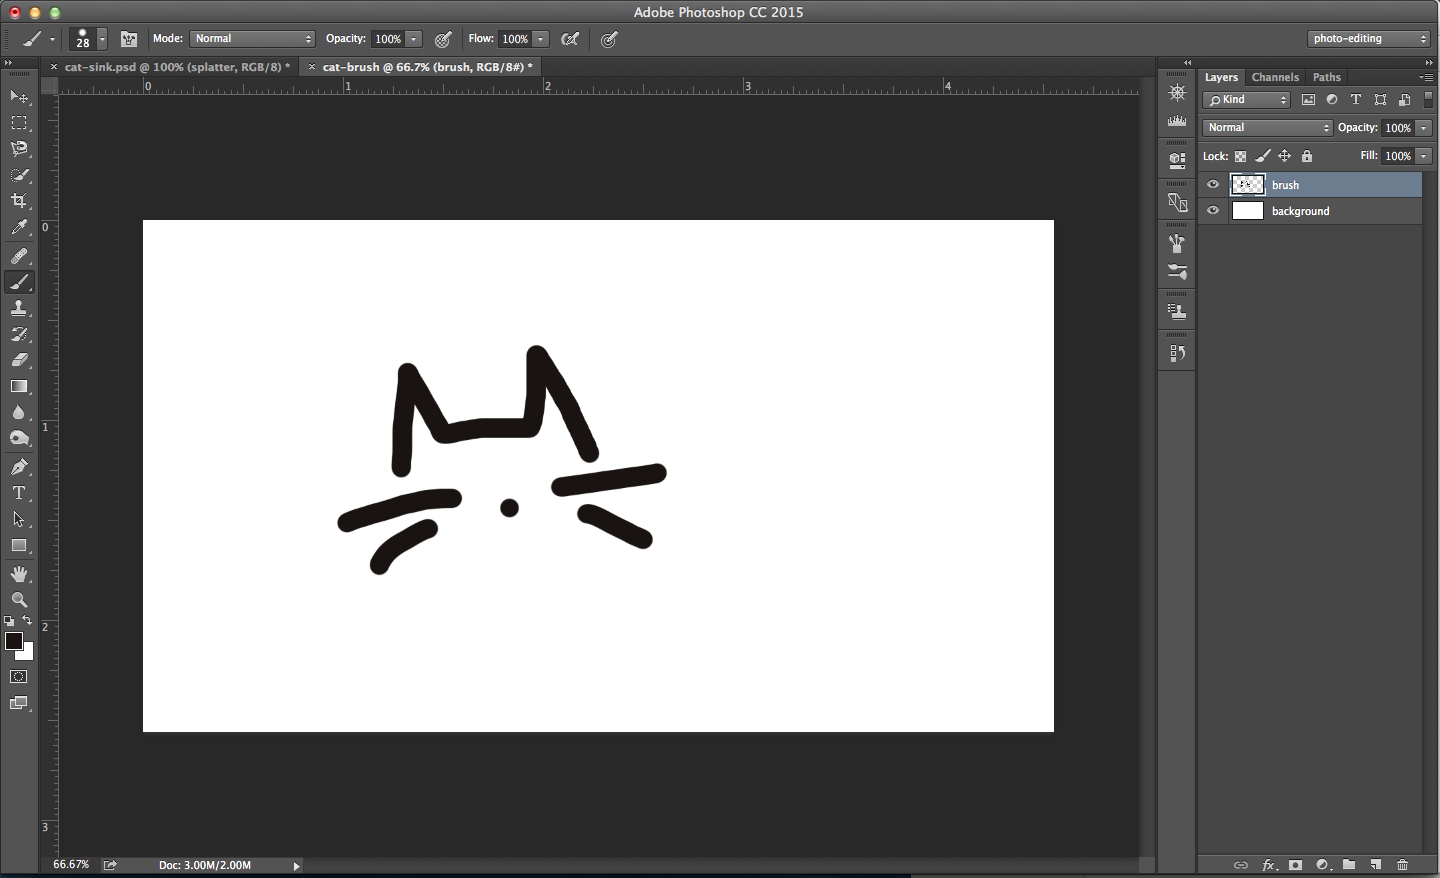 Adobe Photoshop CC 2015
28 Mode: Normal Opacity: 100% Flow: 100% photo-editing
× cat-sink.psd @ 100% (splatter, RGB/8) * × cat-brush @ 66.7% (brush, RGB/8#) *
0 1 2 3 4
0
1
2
3
Layers Channels Paths
Kind
Normal Opacity: 100%
Lock: Fill: 100%
brush
background
66.67% Doc: 3.00M/2.00M
fx